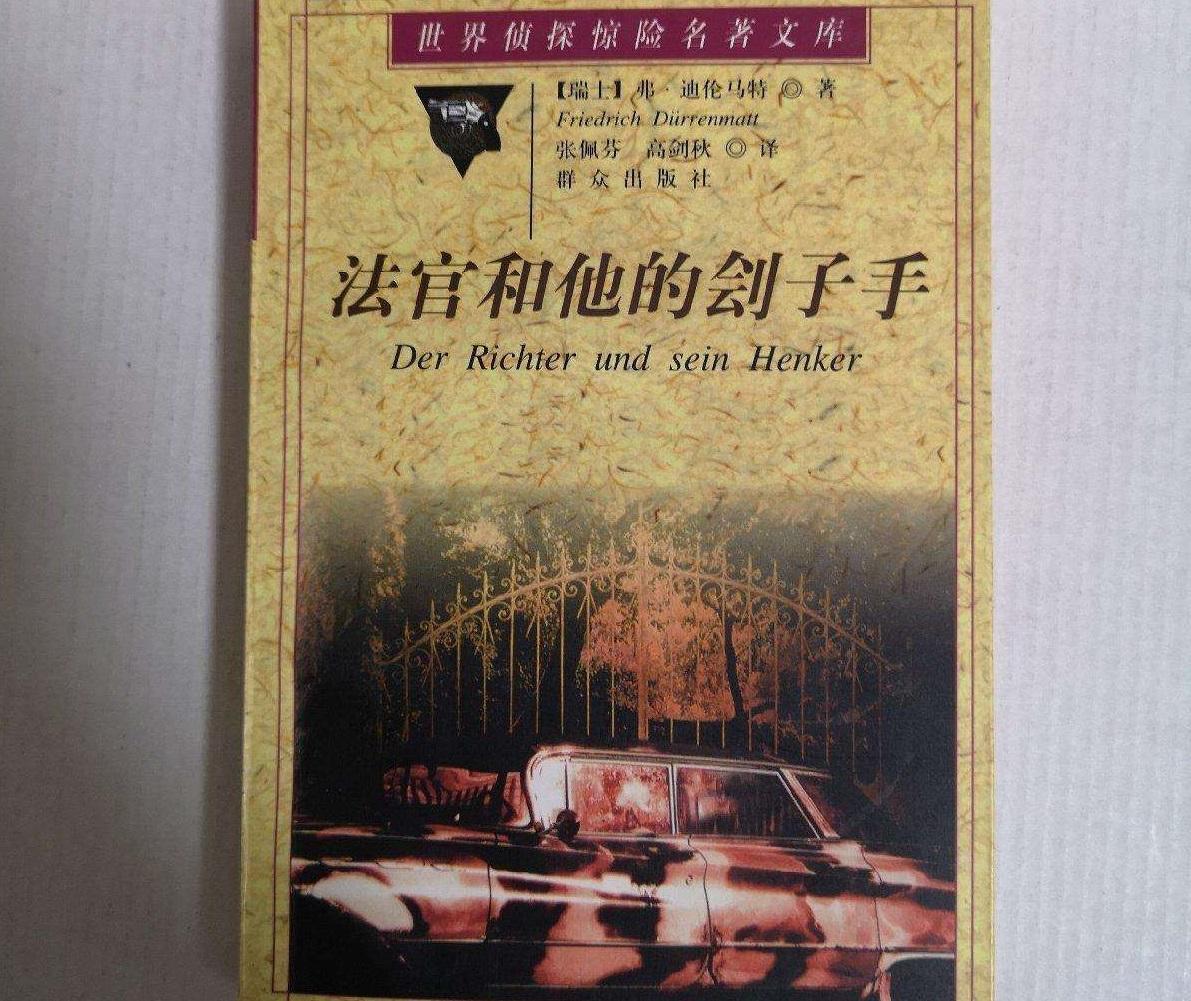 世界侦探惊险名著文库
【瑞士】弗·迪伦马特 ◎ 著
Friedrich Dürrenmatt
张佩芬 高剑秋 ◎ 译
群众出版社
法官和他的刽子手
Der Richter und sein Henker